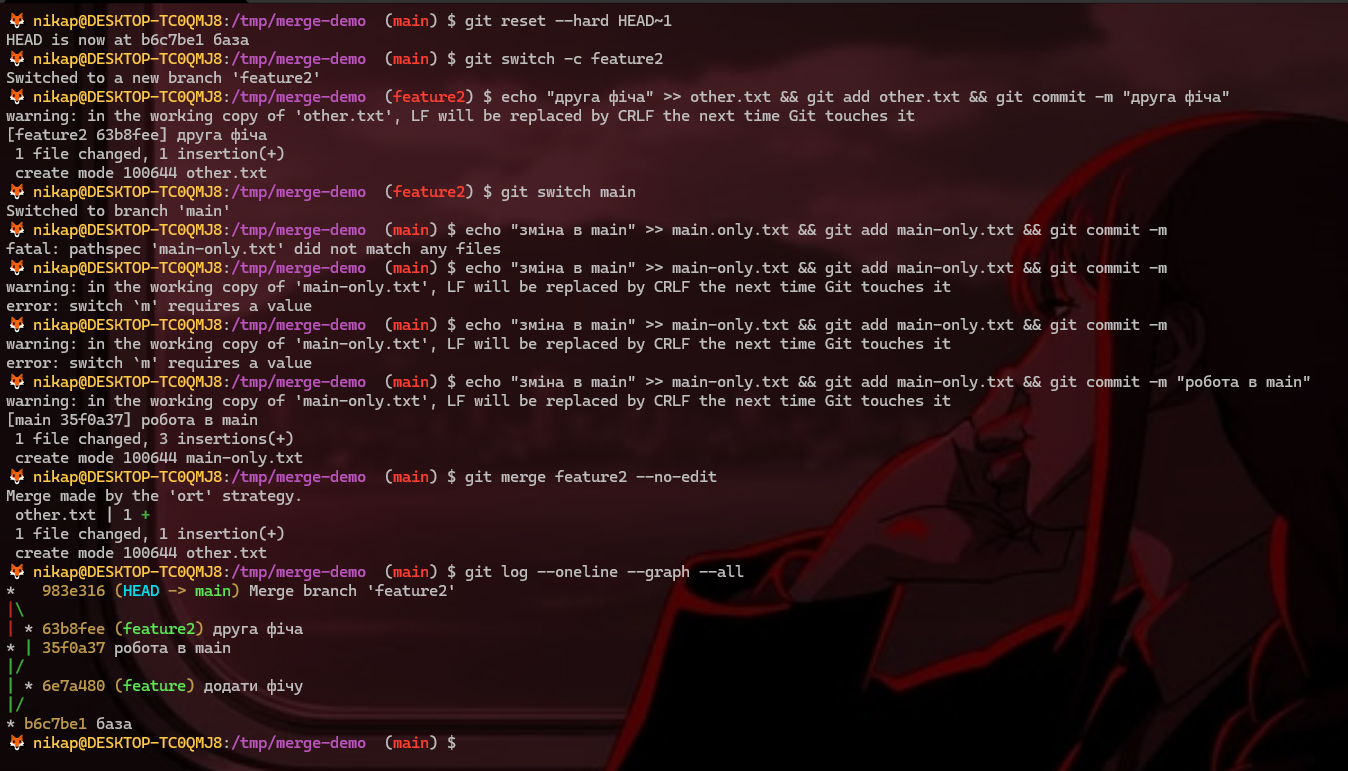 🦊 nikap@DESKTOP-TC0QMJ8:/tmp/merge-demo (main) $ git reset --hard HEAD~1
HEAD is now at b6c7be1 база
🦊 nikap@DESKTOP-TC0QMJ8:/tmp/merge-demo (main) $ git switch -c feature2
Switched to a new branch 'feature2'
🦊 nikap@DESKTOP-TC0QMJ8:/tmp/merge-demo (feature2) $ echo "друга фіча" >> other.txt && git add other.txt && git commit -m "друга фіча"
warning: in the working copy of 'other.txt', LF will be replaced by CRLF the next time Git touches it
[feature2 63b8fee] друга фіча
 1 file changed, 1 insertion(+)
 create mode 100644 other.txt
🦊 nikap@DESKTOP-TC0QMJ8:/tmp/merge-demo (feature2) $ git switch main
Switched to branch 'main'
🦊 nikap@DESKTOP-TC0QMJ8:/tmp/merge-demo (main) $ echo "зміна в main" >> main.only.txt && git add main-only.txt && git commit -m
fatal: pathspec 'main-only.txt' did not match any files
🦊 nikap@DESKTOP-TC0QMJ8:/tmp/merge-demo (main) $ echo "зміна в main" >> main-only.txt && git add main-only.txt && git commit -m
warning: in the working copy of 'main-only.txt', LF will be replaced by CRLF the next time Git touches it
error: switch `m' requires a value
🦊 nikap@DESKTOP-TC0QMJ8:/tmp/merge-demo (main) $ echo "зміна в main" >> main-only.txt && git add main-only.txt && git commit -m
warning: in the working copy of 'main-only.txt', LF will be replaced by CRLF the next time Git touches it
error: switch `m' requires a value
🦊 nikap@DESKTOP-TC0QMJ8:/tmp/merge-demo (main) $ echo "зміна в main" >> main-only.txt && git add main-only.txt && git commit -m "робота в main"
warning: in the working copy of 'main-only.txt', LF will be replaced by CRLF the next time Git touches it
[main 35f0a37] робота в main
 1 file changed, 3 insertions(+)
 create mode 100644 main-only.txt
🦊 nikap@DESKTOP-TC0QMJ8:/tmp/merge-demo (main) $ git merge feature2 --no-edit
Merge made by the 'ort' strategy.
 other.txt | 1 +
 1 file changed, 1 insertion(+)
 create mode 100644 other.txt
🦊 nikap@DESKTOP-TC0QMJ8:/tmp/merge-demo (main) $ git log --oneline --graph --all
*   983e316 (HEAD -> main) Merge branch 'feature2'
|\
| * 63b8fee (feature2) друга фіча
* | 35f0a37 робота в main
|/
| * 6e7a480 (feature) додати фічу
|/
* b6c7be1 база
🦊 nikap@DESKTOP-TC0QMJ8:/tmp/merge-demo (main) $